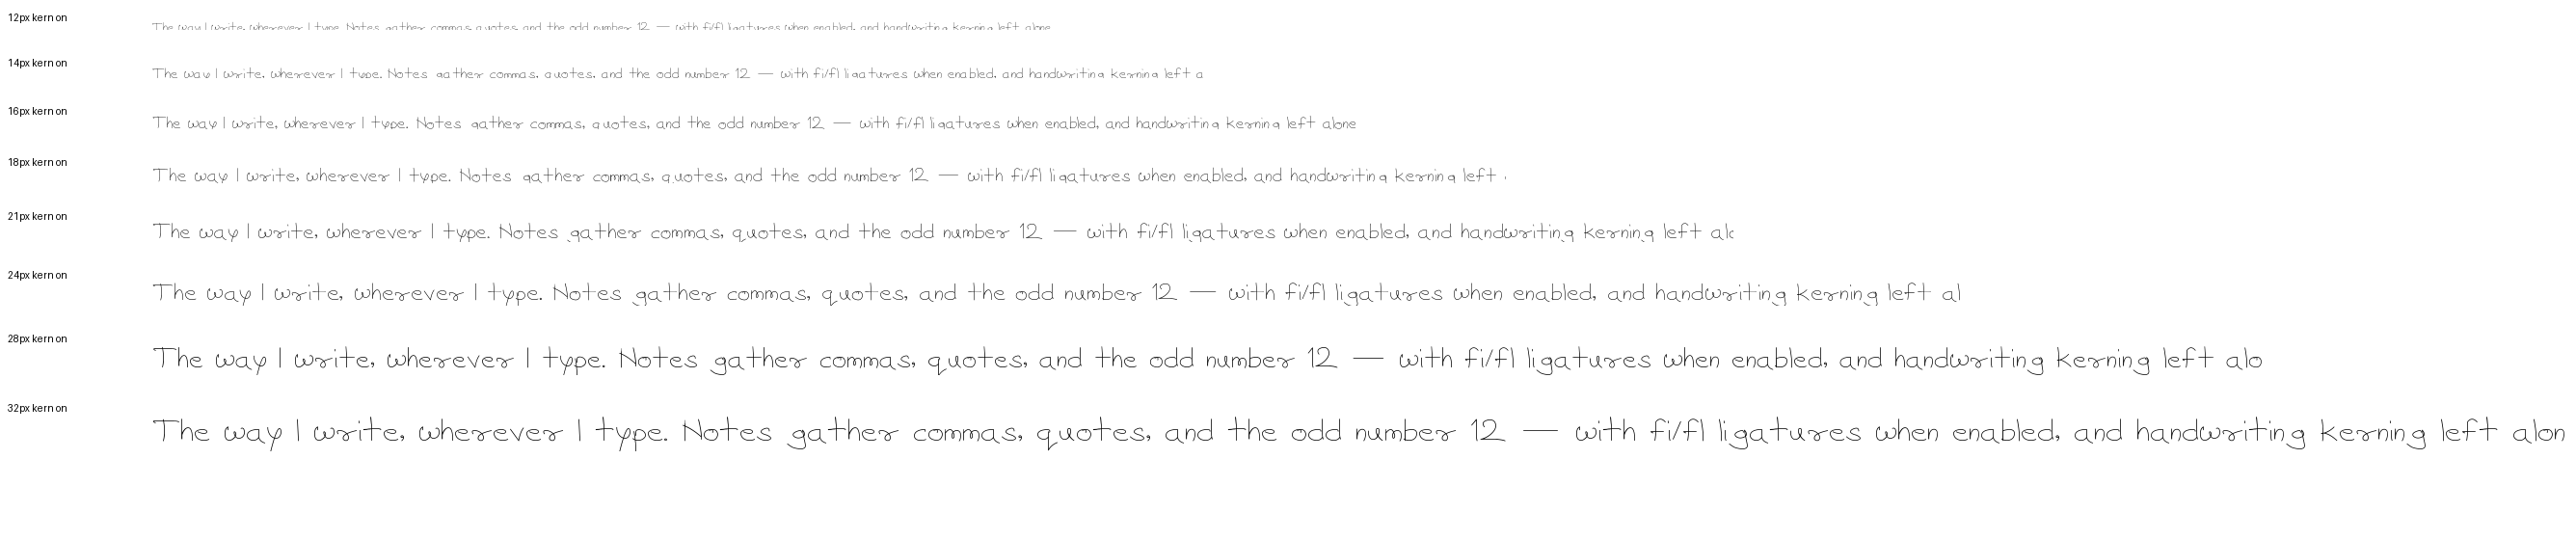 12px kern on The way I write, wherever I type. Notes gather commas, quotes, and the odd number 12 — with fi/fl ligatures when enabled, and handwriting kerning left alone
14px kern on The way I write, wherever I type. Notes gather commas, quotes, and the odd number 12 — with fi/fl ligatures when enabled, and handwriting kerning left a
16px kern on The way I write, wherever I type. Notes gather commas, quotes, and the odd number 12 — with fi/fl ligatures when enabled, and handwriting kerning left alone
18px kern on The way I write, wherever I type. Notes gather commas, quotes, and the odd number 12 — with fi/fl ligatures when enabled, and handwriting kerning left
21px kern on The way I write, wherever I type. Notes gather commas, quotes, and the odd number 12 — with fi/fl ligatures when enabled, and handwriting kerning left alo
24px kern on The way I write, wherever I type. Notes gather commas, quotes, and the odd number 12 — with fi/fl ligatures when enabled, and handwriting kerning left al
28px kern on The way I write, wherever I type. Notes gather commas, quotes, and the odd number 12 — with fi/fl ligatures when enabled, and handwriting kerning left alo
32px kern on The way I write, wherever I type. Notes gather commas, quotes, and the odd number 12 — with fi/fl ligatures when enabled, and handwriting kerning left alon